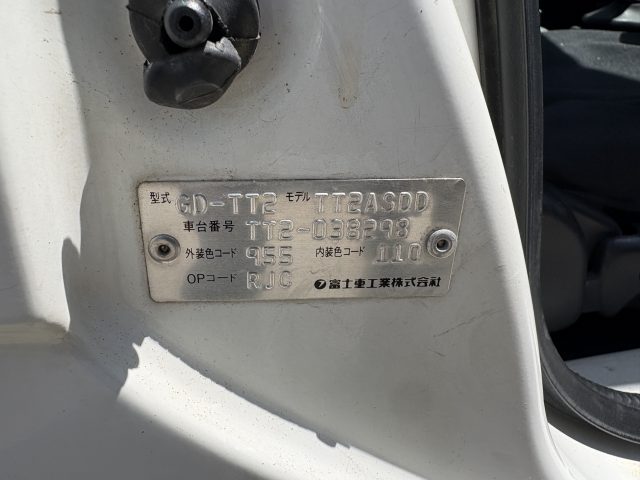 型式 GD-TT2 モデル TT2ASDD
車台番号 TT2-038298
外装色コード 955 内装色コード 110
OPコード RJC 富士重工業株式会社